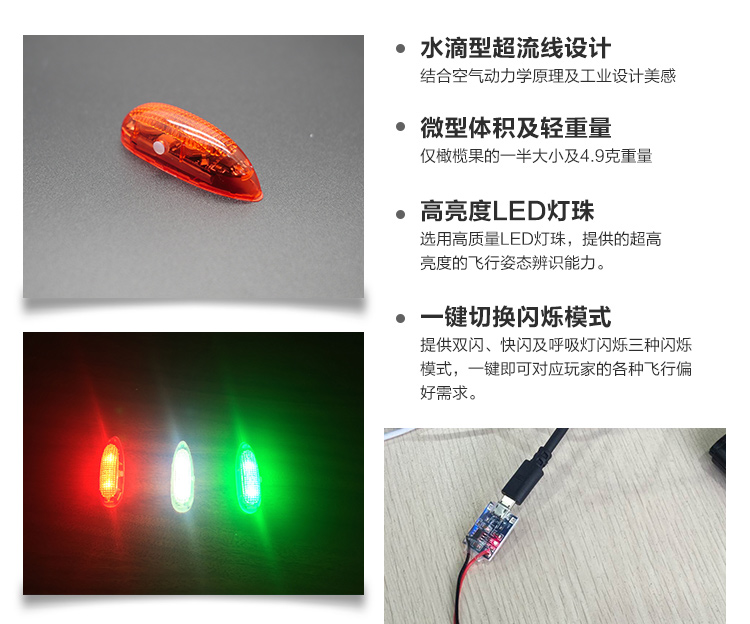 水滴型超流线设计
结合空气动力学原理及工业设计美感
微型体积及轻重量
仅橄榄果的一半大小及4.9克重量
高亮度LED灯珠
选用高质量LED灯珠，提供的超高
亮度的飞行姿态辨识能力。
一键切换闪烁模式
提供双闪、快闪及呼吸灯闪烁三种闪烁
模式，一键即可对应玩家的各种飞行偏
好需求。